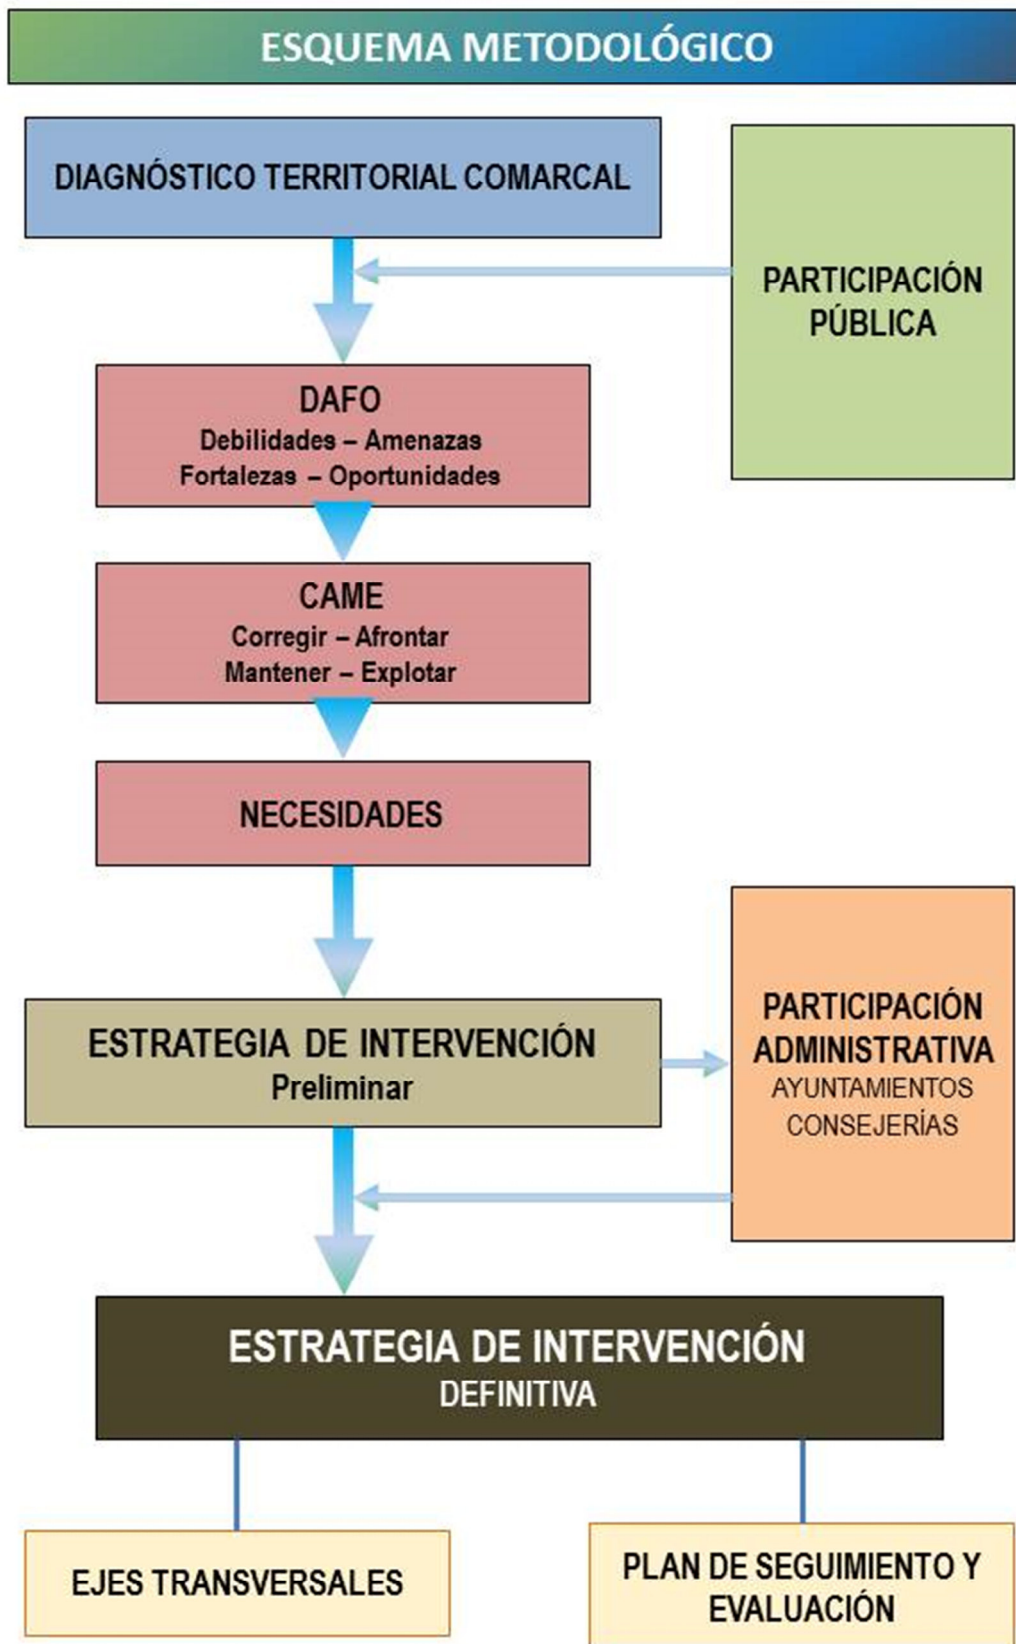 ESQUEMA METODOLÓGICO
DIAGNÓSTICO TERRITORIAL COMARCAL
PARTICIPACIÓN
PÚBLICA
DAFO
Debilidades – Amenazas
Fortalezas – Oportunidades
CAME
Corregir – Afrontar
Mantener – Explotar
NECESIDADES
ESTRATEGIA DE INTERVENCIÓN
Preliminar
PARTICIPACIÓN
ADMINISTRATIVA
AYUNTAMIENTOS
CONSEJERÍAS
ESTRATEGIA DE INTERVENCIÓN
DEFINITIVA
EJES TRANSVERSALES
PLAN DE SEGUIMIENTO Y
EVALUACIÓN